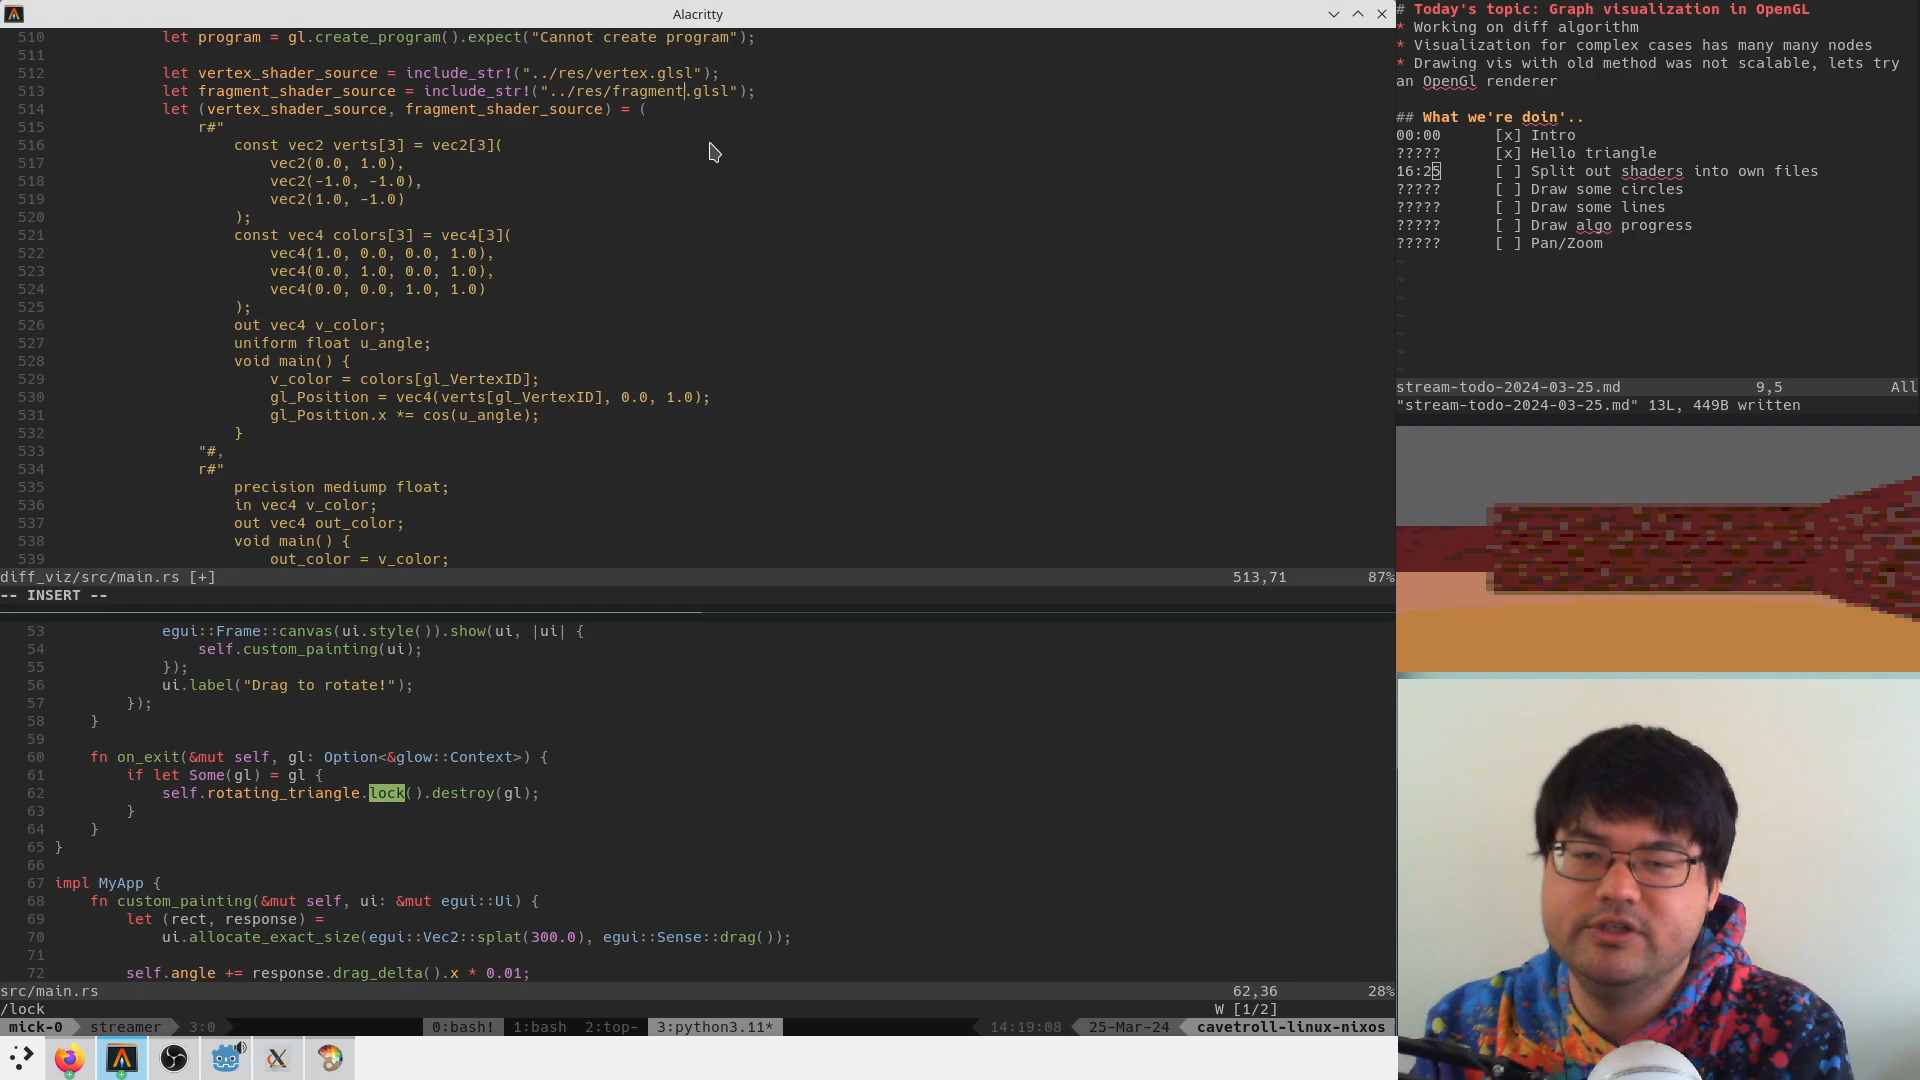 Alacritty
510 let program = gl.create_program().expect("Cannot create program");
511
512 let vertex_shader_source = include_str!("../res/vertex.glsl");
513 let fragment_shader_source = include_str!("../res/fragment.glsl");
514 let (vertex_shader_source, fragment_shader_source) = (
515 r#"
516 const vec2 verts[3] = vec2[3](
517 vec2(0.0, 1.0),
518 vec2(-1.0, -1.0),
519 vec2(1.0, -1.0)
520 );
521 const vec4 colors[3] = vec4[3](
522 vec4(1.0, 0.0, 0.0, 1.0),
523 vec4(0.0, 1.0, 0.0, 1.0),
524 vec4(0.0, 0.0, 1.0, 1.0)
525 );
526 out vec4 v_color;
527 uniform float u_angle;
528 void main() {
529 v_color = colors[gl_VertexID];
530 gl_Position = vec4(verts[gl_VertexID], 0.0, 1.0);
531 gl_Position.x *= cos(u_angle);
532 }
533 "#,
534 r#"
535 precision mediump float;
536 in vec4 v_color;
537 out vec4 out_color;
538 void main() {
539 out_color = v_color;
diff_viz/src/main.rs [+] 513,71 87%
-- INSERT --
53 egui::Frame::canvas(ui.style()).show(ui, |ui| {
54 self.custom_painting(ui);
55 });
56 ui.label("Drag to rotate!");
57 });
58 }
59
60 fn on_exit(&mut self, gl: Option<&glow::Context>) {
61 if let Some(gl) = gl {
62 self.rotating_triangle.lock().destroy(gl);
63 }
64 }
65 }
66
67 impl MyApp {
68 fn custom_painting(&mut self, ui: &mut egui::Ui) {
69 let (rect, response) =
70 ui.allocate_exact_size(egui::Vec2::splat(300.0), egui::Sense::drag());
71
72 self.angle += response.drag_delta().x * 0.01;
src/main.rs 62,36 28%
/lock W [1/2]
mick-0 streamer 3:0 0:bash! 1:bash 2:top- 3:python3.11* 14:19:08 25-Mar-24 cavetroll-linux-nixos
# Today's topic: Graph visualization in OpenGL
* Working on diff algorithm
* Visualization for complex cases has many many nodes
* Drawing vis with old method was not scalable, lets try
an OpenGl renderer
## What we're doin'..
00:00 [x] Intro
????? [x] Hello triangle
16:25 [ ] Split out shaders into own files
????? [ ] Draw some circles
????? [ ] Draw some lines
????? [ ] Draw algo progress
????? [ ] Pan/Zoom
~
~
~
~
~
~
~
stream-todo-2024-03-25.md 9,5 All
"stream-todo-2024-03-25.md" 13L, 449B written